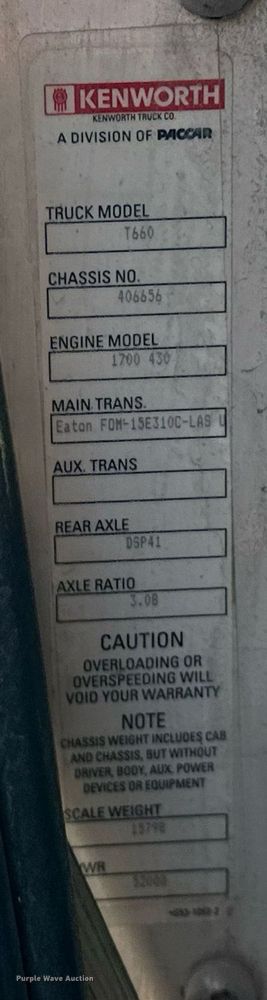 KENWORTH
KENWORTH TRUCK CO.
A DIVISION OF PACCAR
TRUCK MODEL
T660
CHASSIS NO.
406656
ENGINE MODEL
1700 430
MAIN TRANS.
Eaton FOM-15E310C-LAS U
AUX. TRANS
REAR AXLE
DSP41
AXLE RATIO
3.08
CAUTION
OVERLOADING OR
OVERSPEEDING WILL
VOID YOUR WARRANTY
NOTE
CHASSIS WEIGHT INCLUDES CAB
AND CHASSIS, BUT WITHOUT
DRIVER, BODY, AUX. POWER
DEVICES OR EQUIPMENT
SCALE WEIGHT
15798
WR
52000
Purple Wave Auction